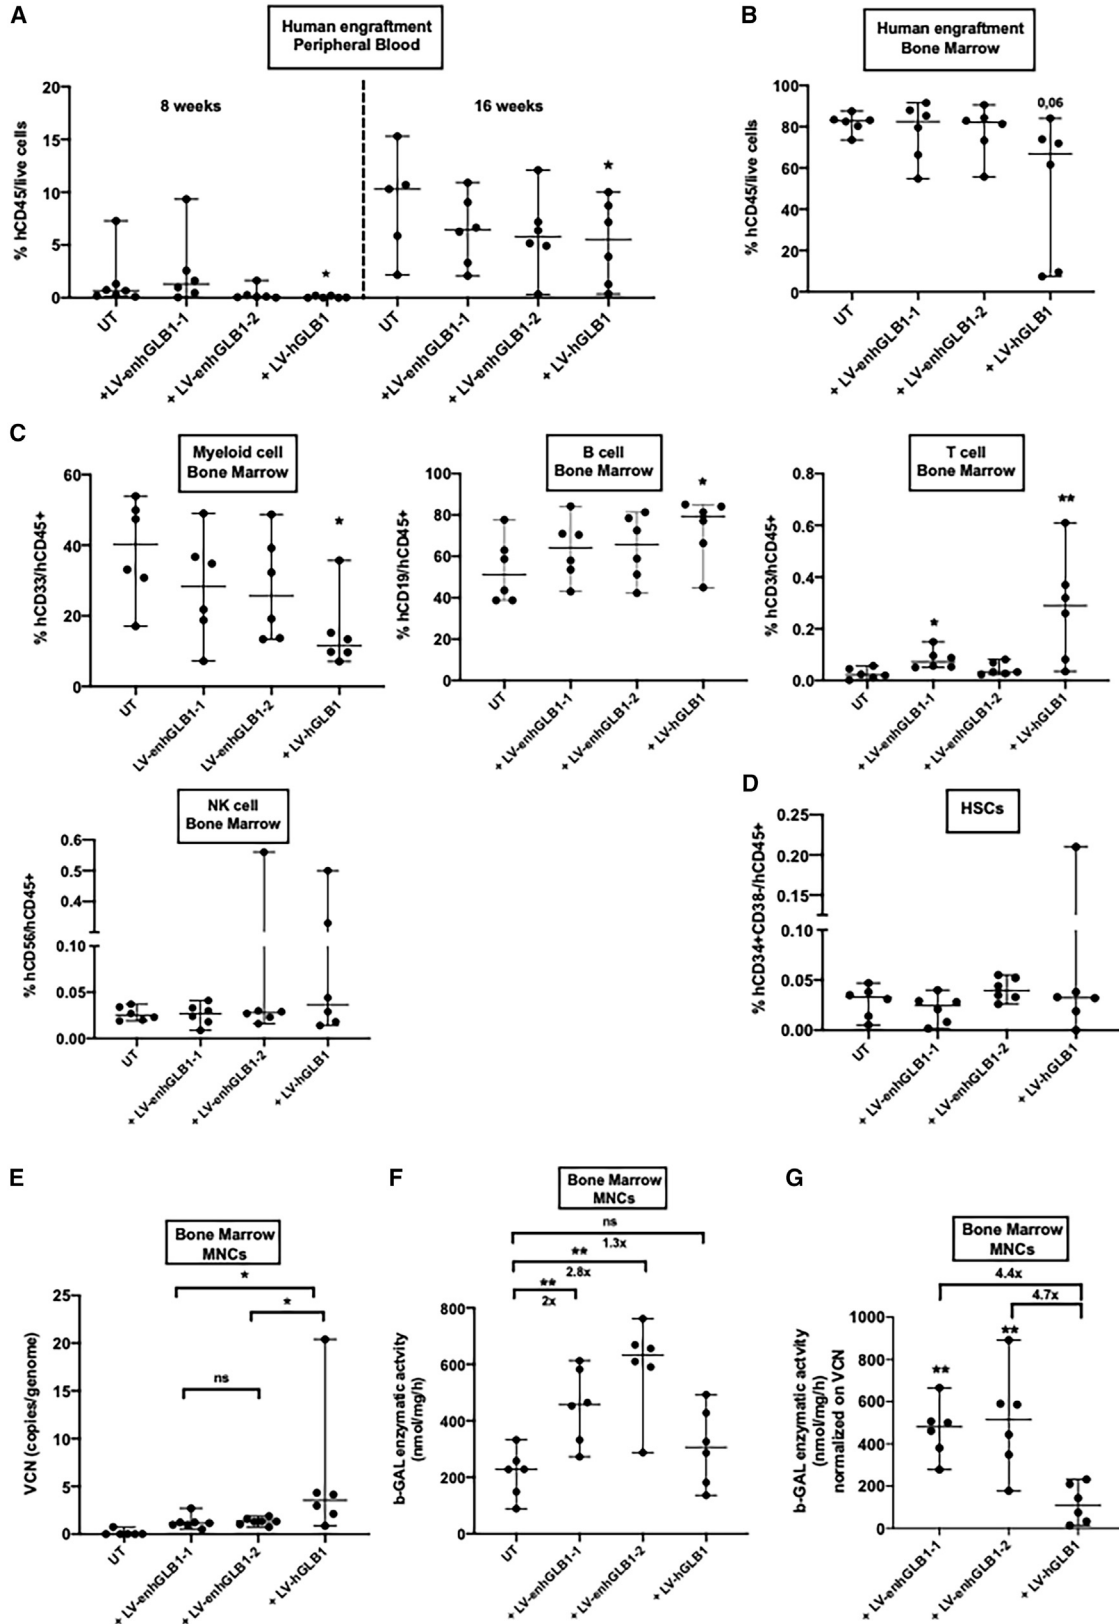 A
Human engraftment
Peripheral Blood
% hCD45/live cells
20
15
10
5
0
8 weeks
16 weeks
*
*
UT
+LV-enhGLB1-1
+ LV-enhGLB1-2
+ LV-hGLB1
UT
+LV-enhGLB1-1
+ LV-enhGLB1-2
+ LV-hGLB1
B
Human engraftment
Bone Marrow
% hCD45/live cells
100
80
60
40
20
0
0,06
UT
+ LV-enhGLB1-1
+ LV-enhGLB1-2
+ LV-hGLB1
C
Myeloid cell
Bone Marrow
% hCD33/hCD45+
60
40
20
0
*
UT
LV-enhGLB1-1
LV-enhGLB1-2
+ LV-hGLB1
B cell
Bone Marrow
% hCD19/hCD45+
100
80
60
40
20
0
*
UT
+ LV-enhGLB1-1
+ LV-enhGLB1-2
+ LV-hGLB1
T cell
Bone Marrow
% hCD3/hCD45+
0.8
0.6
0.4
0.2
0.0
*
**
UT
+ LV-enhGLB1-1
+ LV-enhGLB1-2
+ LV-hGLB1
NK cell
Bone Marrow
% hCD56/hCD45+
0.6
0.5
0.4
0.10
0.05
0.00
UT
+ LV-enhGLB1-1
+ LV-enhGLB1-2
+ LV-hGLB1
D
HSCs
% hCD34+CD38-/hCD45+
0.25
0.20
0.15
0.10
0.05
0.00
UT
+ LV-enhGLB1-1
+ LV-enhGLB1-2
+ LV-hGLB1
E
Bone Marrow
MNCs
VCN (copies/genome)
25
20
15
10
5
0
*
*
ns
UT
+ LV-enhGLB1-1
+ LV-enhGLB1-2
+ LV-hGLB1
F
Bone Marrow
MNCs
b-GAL enzymatic actvity
(nmol/mg/h)
800
600
400
200
0
ns
1.3x
**
2.8x
**
2x
UT
+ LV-enhGLB1-1
+ LV-enhGLB1-2
+ LV-hGLB1
G
Bone Marrow
MNCs
b-GAL enzymatic actvity
(nmol/mg/h)
normalized on VCN
1000
800
600
400
200
0
4.4x
4.7x
**
**
+ LV-enhGLB1-1
+ LV-enhGLB1-2
+ LV-hGLB1